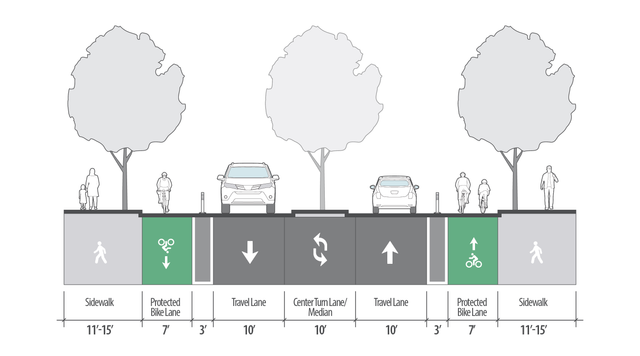 Sidewalk
Protected
Bike Lane
Travel Lane
Center Turn Lane/
Median
Travel Lane
Protected
Bike Lane
Sidewalk
11'-15' 7' 3' 10' 10' 10' 3' 7' 11'-15'